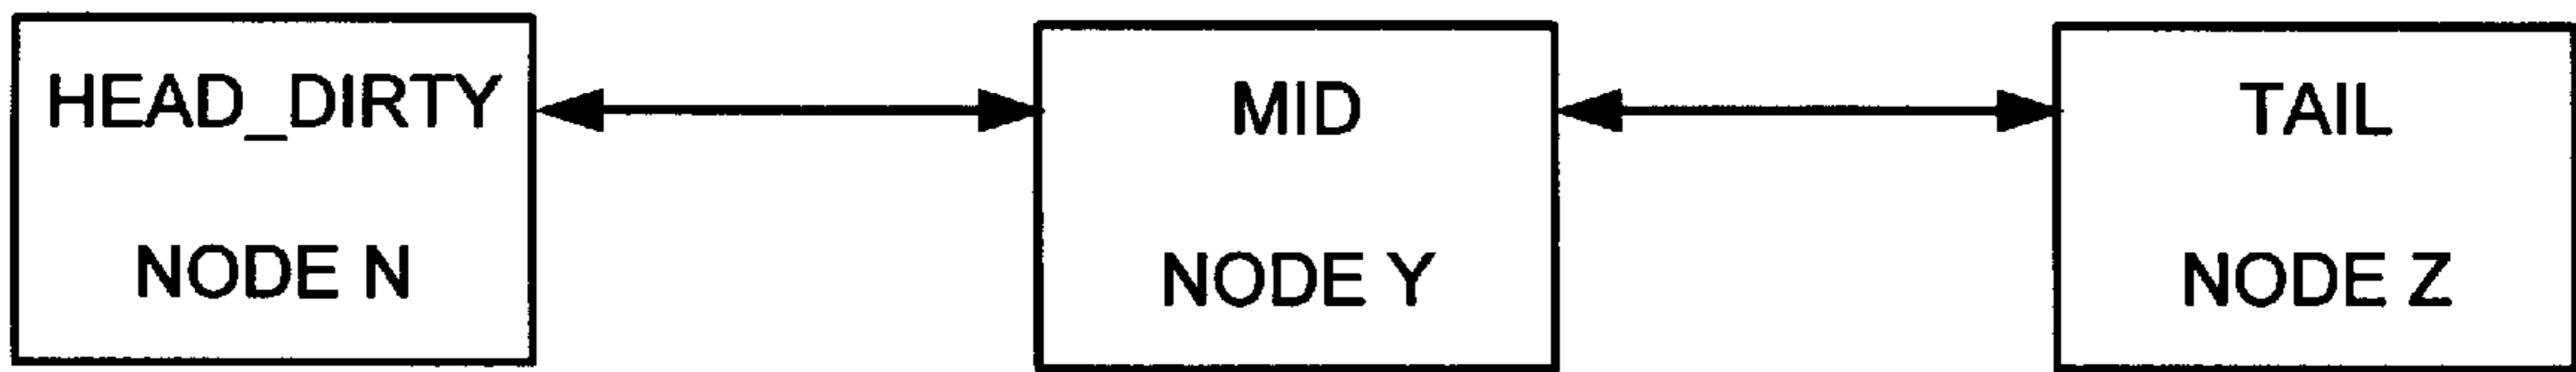 HEAD_DIRTY
NODE N
MID
NODE Y
TAIL
NODE Z